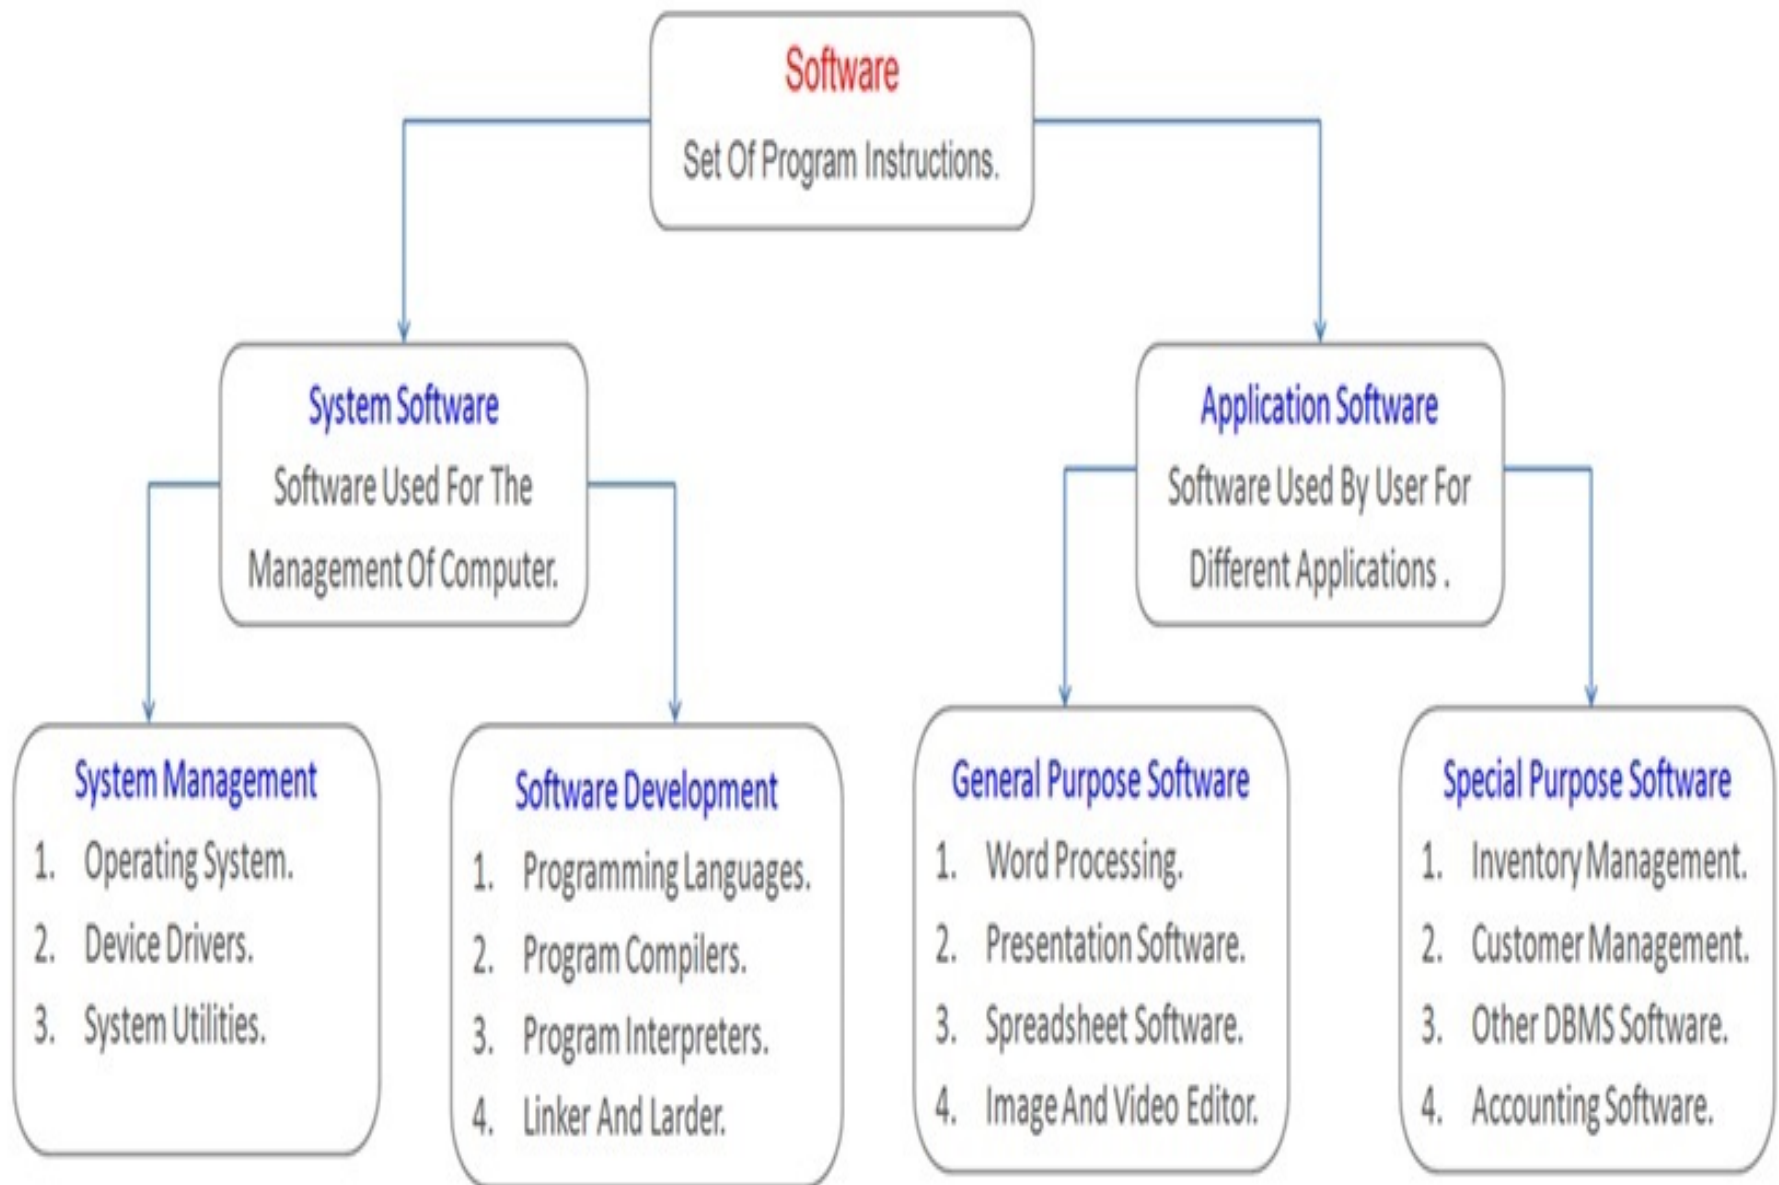 Software
Set Of Program Instructions.
System Software
Software Used For The
Management Of Computer.
Application Software
Software Used By User For
Different Applications .
System Management
1. Operating System.
2. Device Drivers.
3. System Utilities.
Software Development
1. Programming Languages.
2. Program Compilers.
3. Program Interpreters.
4. Linker And Larder.
General Purpose Software
1. Word Processing.
2. Presentation Software.
3. Spreadsheet Software.
4. Image And Video Editor.
Special Purpose Software
1. Inventory Management.
2. Customer Management.
3. Other DBMS Software.
4. Accounting Software.